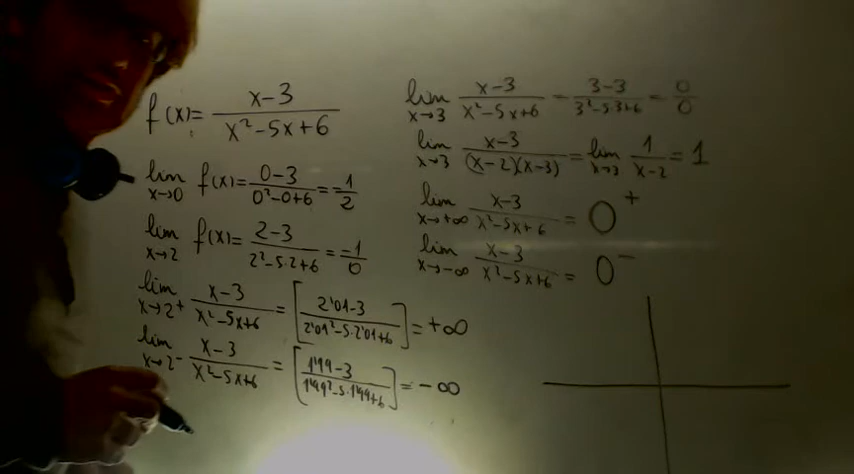 f(x)= x-3 / x²-5x+6
lim x→0 f(x)= 0-3 / 0²-0+6 = -1/2
lim x→2 f(x)= 2-3 / 2²-5·2+6 = -1/0
lim x→2⁺ x-3 / x²-5x+6 = [2'01-3 / 2'01²-5·2'01+6] = +∞
lim x→2⁻ x-3 / x²-5x+6 = [1'99-3 / 1'99²-5·1'99+6] = -∞
lim x→3 x-3 / x²-5x+6 = 3-3 / 3²-5·3+6 = 0/0
lim x→3 x-3 / (x-2)(x-3) = lim x→3 1 / x-2 = 1
lim x→+∞ x-3 / x²-5x+6 = 0⁺
lim x→-∞ x-3 / x²-5x+6 = 0⁻